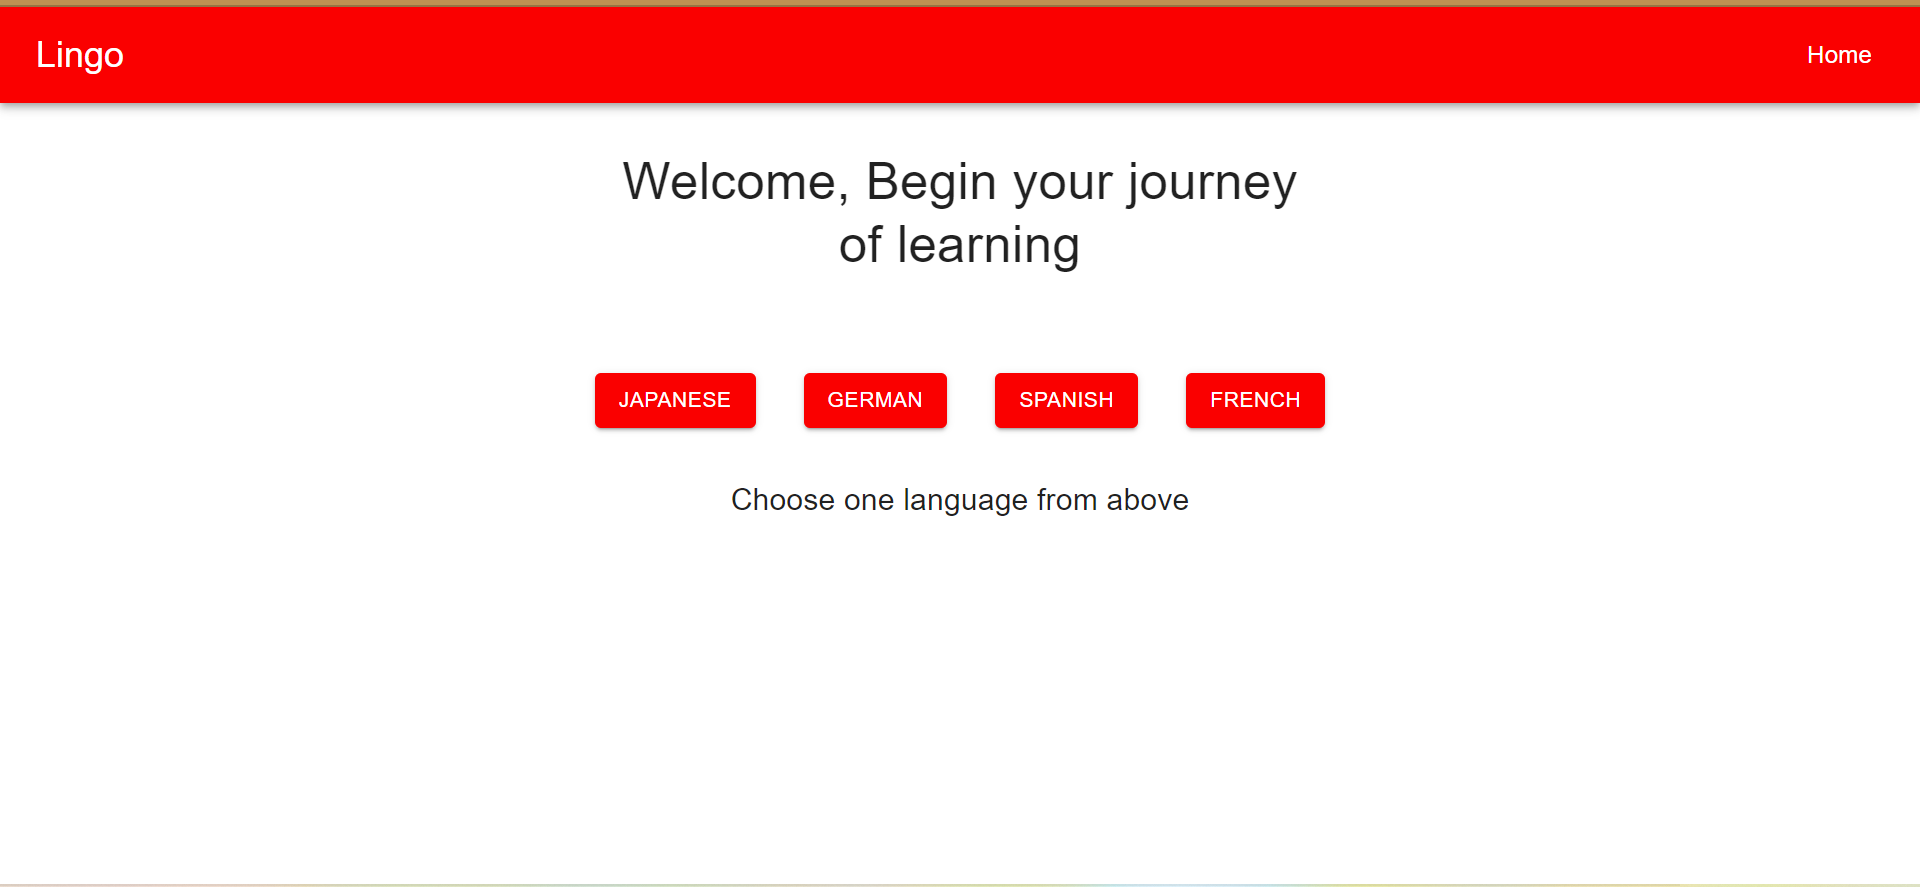 Lingo
Home
Welcome, Begin your journey
of learning
JAPANESE
GERMAN
SPANISH
FRENCH
Choose one language from above